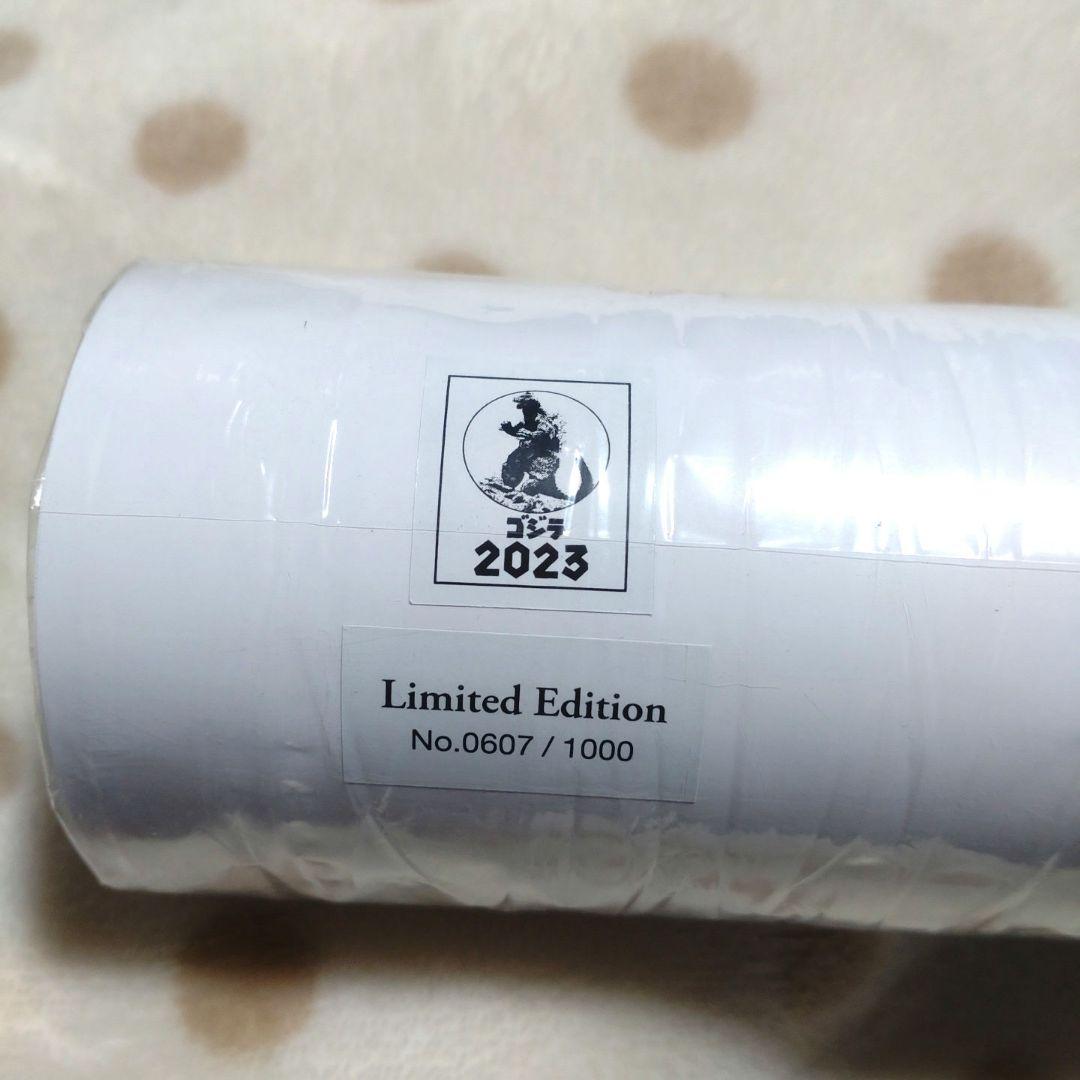 ゴジラ
2023
Limited Edition
No.0607 / 1000